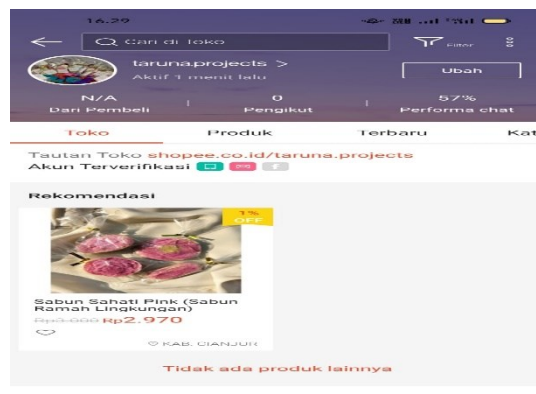 16.29
Cari di Toko
Filter
taruna.projects >
Aktif 1 menit lalu
Ubah
N/A
0
57%
Dari Pembeli
Pengikut
Performa chat
Toko
Produk
Terbaru
Kat
Tautan Toko shopee.co.id/taruna.projects
Akun Terverifikasi
Rekomendasi
1%
OFF
Sabun Sahati Pink (Sabun
Ramah Lingkungan)
Rp2.970
KAB. CIANJUR
Tidak ada produk lainnya